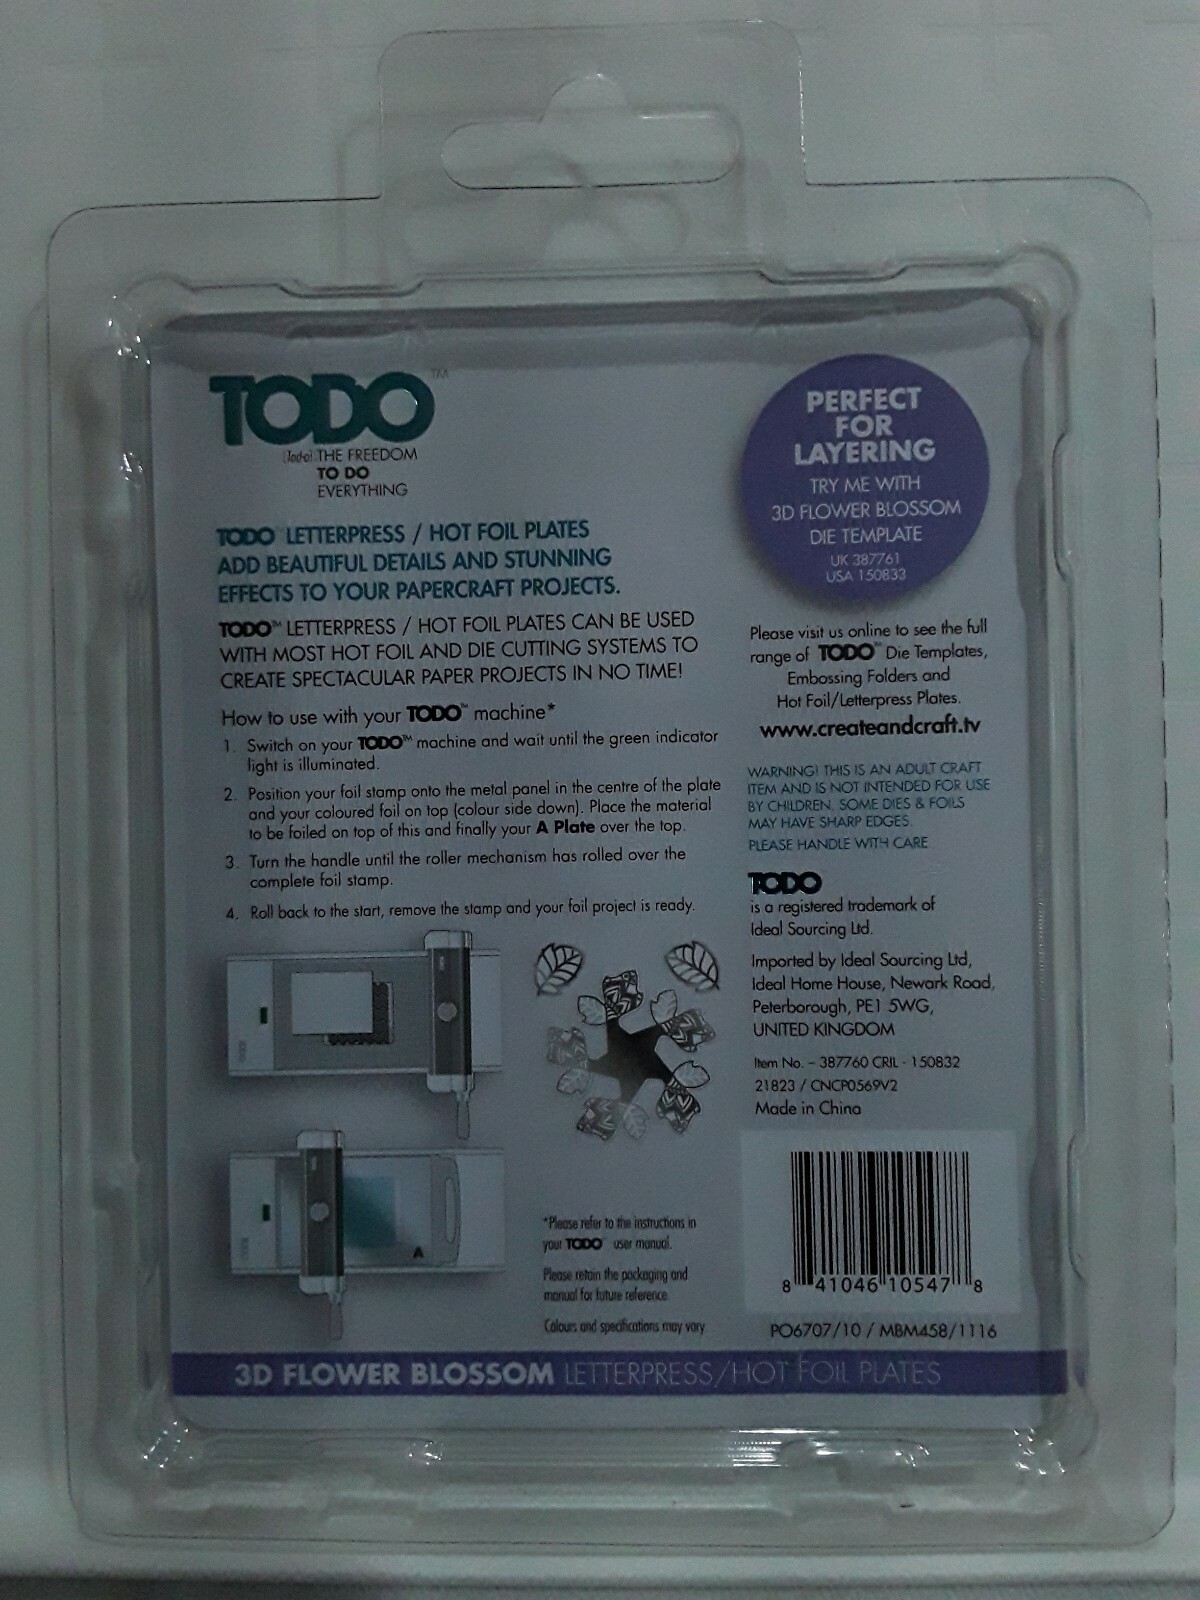 TODO™
[Tod-o] THE FREEDOM
TO DO
EVERYTHING
TODO™ LETTERPRESS / HOT FOIL PLATES
ADD BEAUTIFUL DETAILS AND STUNNING
EFFECTS TO YOUR PAPERCRAFT PROJECTS.
TODO™ LETTERPRESS / HOT FOIL PLATES CAN BE USED
WITH MOST HOT FOIL AND DIE CUTTING SYSTEMS TO
CREATE SPECTACULAR PAPER PROJECTS IN NO TIME!
How to use with your TODO™ machine*
1. Switch on your TODO™ machine and wait until the green indicator
light is illuminated.
2. Position your foil stamp onto the metal panel in the centre of the plate
and your coloured foil on top (colour side down). Place the material
to be foiled on top of this and finally your A Plate over the top.
3. Turn the handle until the roller mechanism has rolled over the
complete foil stamp.
4. Roll back to the start, remove the stamp and your foil project is ready.
A
*Please refer to the instructions in
your TODO™ user manual.
Please retain the packaging and
manual for future reference.
Colours and specifications may vary
PERFECT
FOR
LAYERING
TRY ME WITH
3D FLOWER BLOSSOM
DIE TEMPLATE
UK 387761
USA 150833
Please visit us online to see the full
range of TODO™ Die Templates,
Embossing Folders and
Hot Foil/Letterpress Plates.
www.createandcraft.tv
WARNING! THIS IS AN ADULT CRAFT
ITEM AND IS NOT INTENDED FOR USE
BY CHILDREN. SOME DIES & FOILS
MAY HAVE SHARP EDGES.
PLEASE HANDLE WITH CARE
TODO
is a registered trademark of
Ideal Sourcing Ltd.
Imported by Ideal Sourcing Ltd,
Ideal Home House, Newark Road,
Peterborough, PE1 5WG,
UNITED KINGDOM
Item No. - 387760 CRIL - 150832
21823 / CNCP0569V2
Made in China
8 41046 10547 8
PO6707/10 / MBM458/1116
3D FLOWER BLOSSOM LETTERPRESS/HOT FOIL PLATES